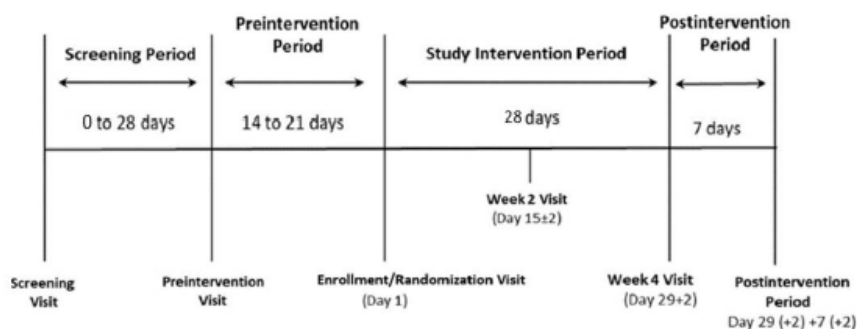 Screening Period
Preintervention
Period
Study Intervention Period
Postintervention
Period
0 to 28 days
14 to 21 days
28 days
7 days
Week 2 Visit
(Day 15±2)
Screening
Visit
Preintervention
Visit
Enrollment/Randomization Visit
(Day 1)
Week 4 Visit
(Day 29+2)
Postintervention
Period
Day 29 (+2) +7 (+2)